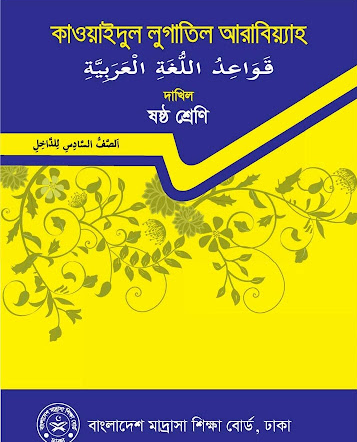 কাওয়াইদুল লুগাতিল আরাবিয়্যাহ
قَوَاعِدُ اللُّغَةِ الْعَرَبِيَّةِ
দাখিল
ষষ্ঠ শ্রেণি
اَلصَّفُّ السَّادِسِ لِلدَّاخِلِ
বাংলাদেশ মাদ্রাসা শিক্ষা বোর্ড, ঢাকা